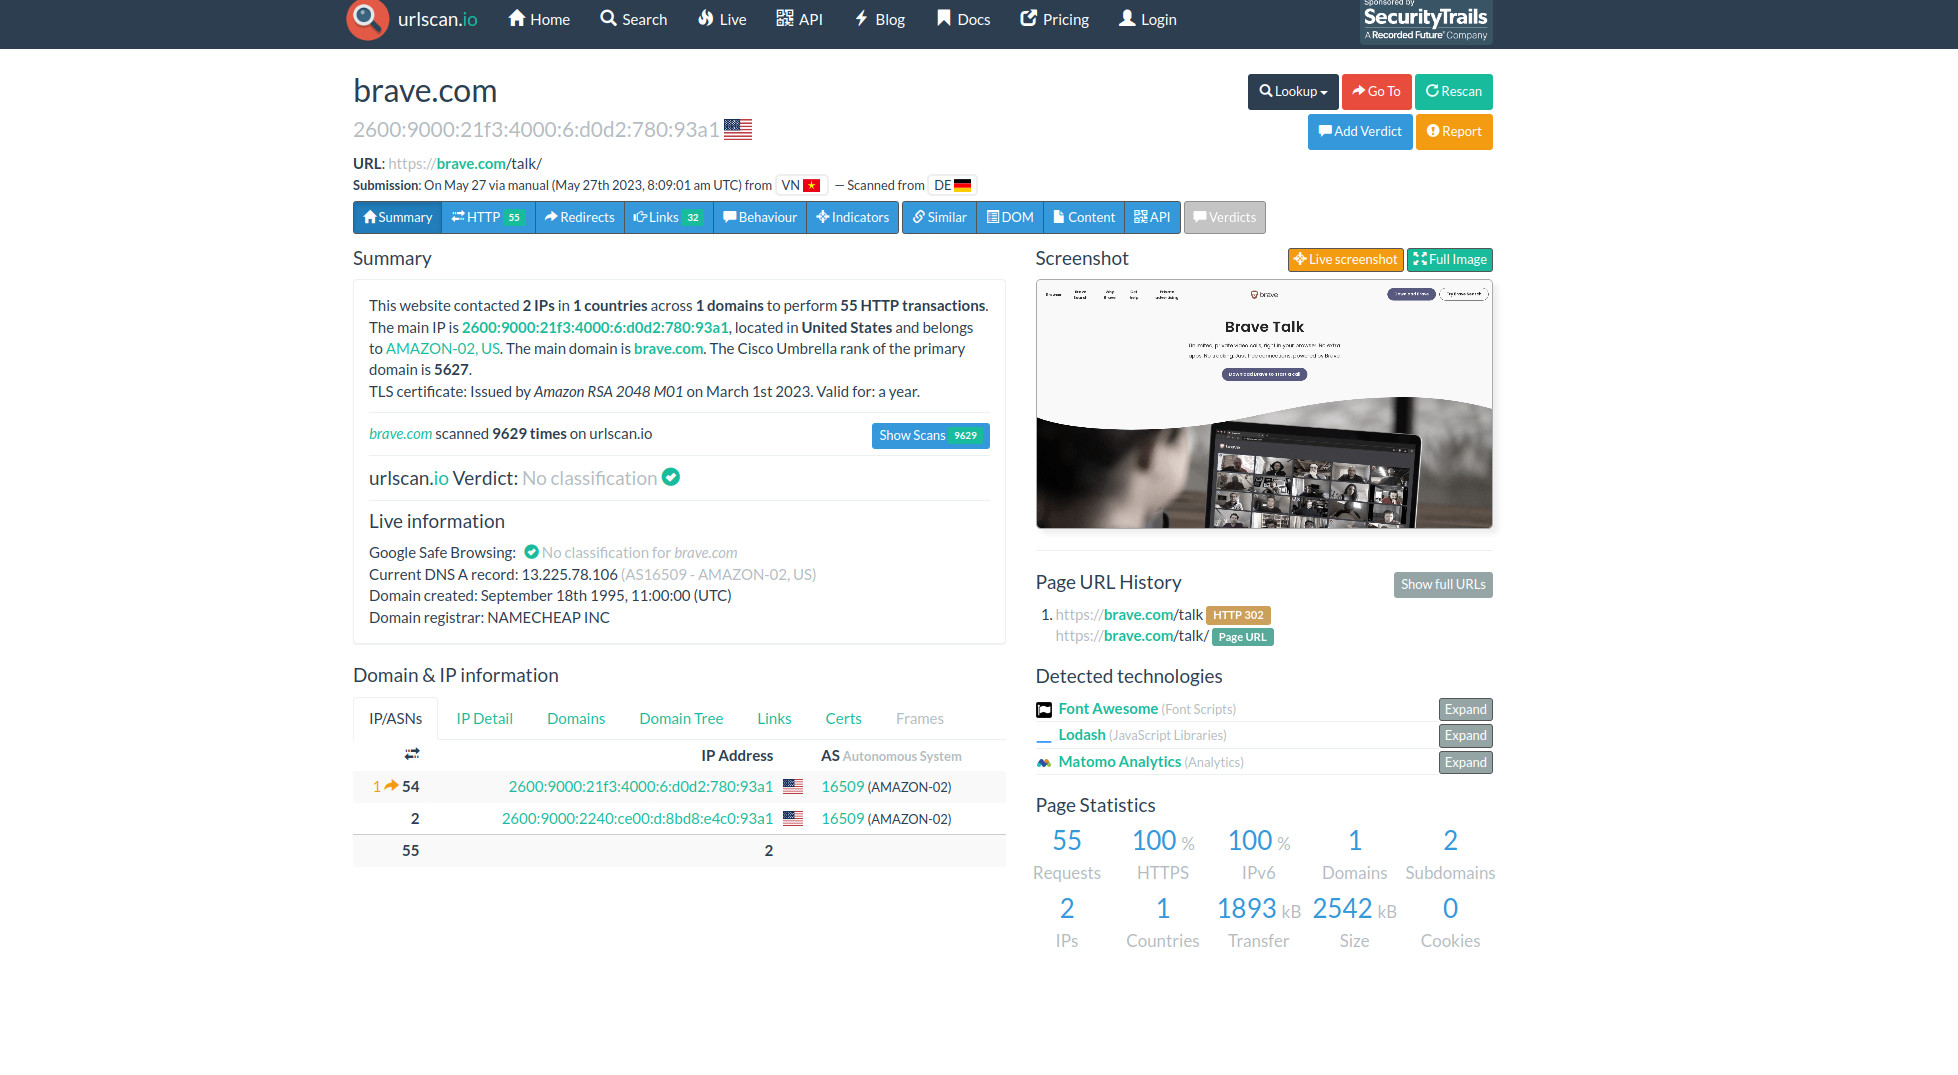 urlscan.io Home Search Live API Blog Docs Pricing Login
Sponsored by
SecurityTrails
A Recorded Future® Company
brave.com
Lookup Go To Rescan
2600:9000:21f3:4000:6:d0d2:780:93a1
Add Verdict Report
URL: https://brave.com/talk/
Submission: On May 27 via manual (May 27th 2023, 8:09:01 am UTC) from VN — Scanned from DE
Summary HTTP 55 Redirects Links 32 Behaviour Indicators Similar DOM Content API Verdicts
Summary
This website contacted 2 IPs in 1 countries across 1 domains to perform 55 HTTP transactions.
The main IP is 2600:9000:21f3:4000:6:d0d2:780:93a1, located in United States and belongs
to AMAZON-02, US. The main domain is brave.com. The Cisco Umbrella rank of the primary
domain is 5627.
TLS certificate: Issued by Amazon RSA 2048 M01 on March 1st 2023. Valid for: a year.
brave.com scanned 9629 times on urlscan.io Show Scans 9629
urlscan.io Verdict: No classification
Live information
Google Safe Browsing: No classification for brave.com
Current DNS A record: 13.225.78.106 (AS16509 - AMAZON-02, US)
Domain created: September 18th 1995, 11:00:00 (UTC)
Domain registrar: NAMECHEAP INC
Domain & IP information
IP/ASNs IP Detail Domains Domain Tree Links Certs Frames
IP Address AS Autonomous System
1 54 2600:9000:21f3:4000:6:d0d2:780:93a1 16509 (AMAZON-02)
2 2600:9000:2240:ce00:d:8bd8:e4c0:93a1 16509 (AMAZON-02)
55 2
Screenshot Live screenshot Full Image
brave
Brave Talk
Download Brave to start a call
Page URL History Show full URLs
1. https://brave.com/talk HTTP 302
https://brave.com/talk/ Page URL
Detected technologies
Font Awesome (Font Scripts) Expand
Lodash (JavaScript Libraries) Expand
Matomo Analytics (Analytics) Expand
Page Statistics
55 100 % 100 % 1 2
Requests HTTPS IPv6 Domains Subdomains
2 1 1893 kB 2542 kB 0
IPs Countries Transfer Size Cookies